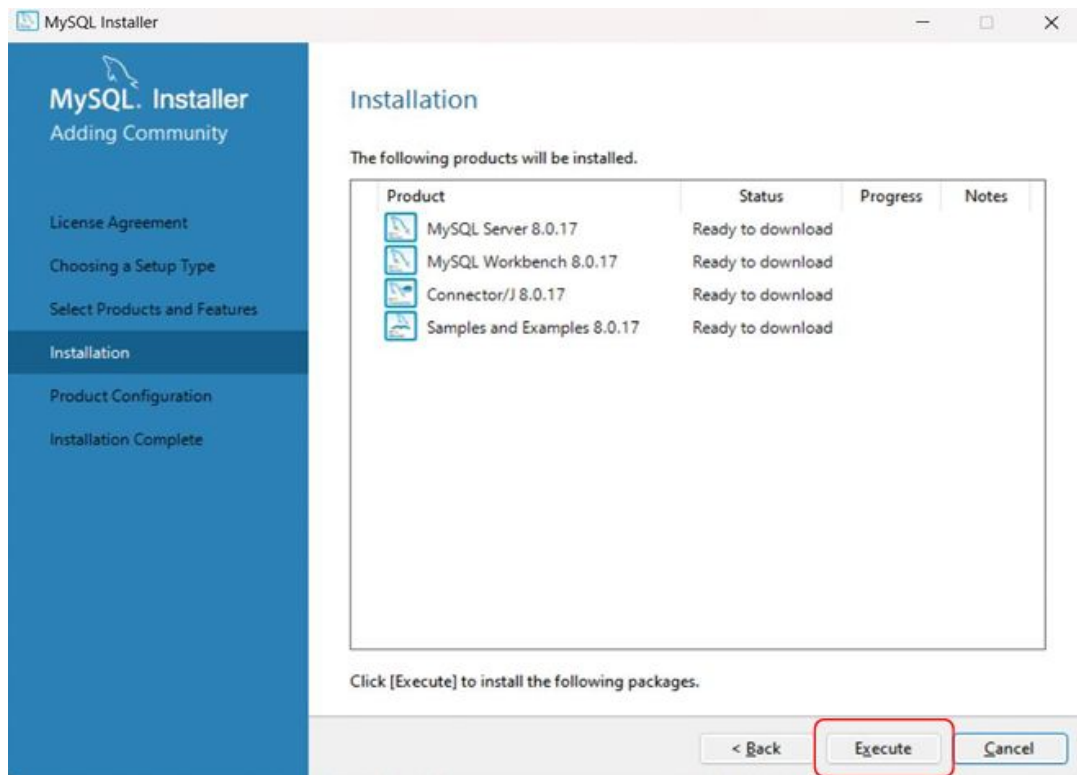 MySQL Installer
MySQL. Installer
Adding Community
License Agreement
Choosing a Setup Type
Select Products and Features
Installation
Product Configuration
Installation Complete
Installation
The following products will be installed.
Product Status Progress Notes
MySQL Server 8.0.17 Ready to download
MySQL Workbench 8.0.17 Ready to download
Connector/J 8.0.17 Ready to download
Samples and Examples 8.0.17 Ready to download
Click [Execute] to install the following packages.
< Back Execute Cancel